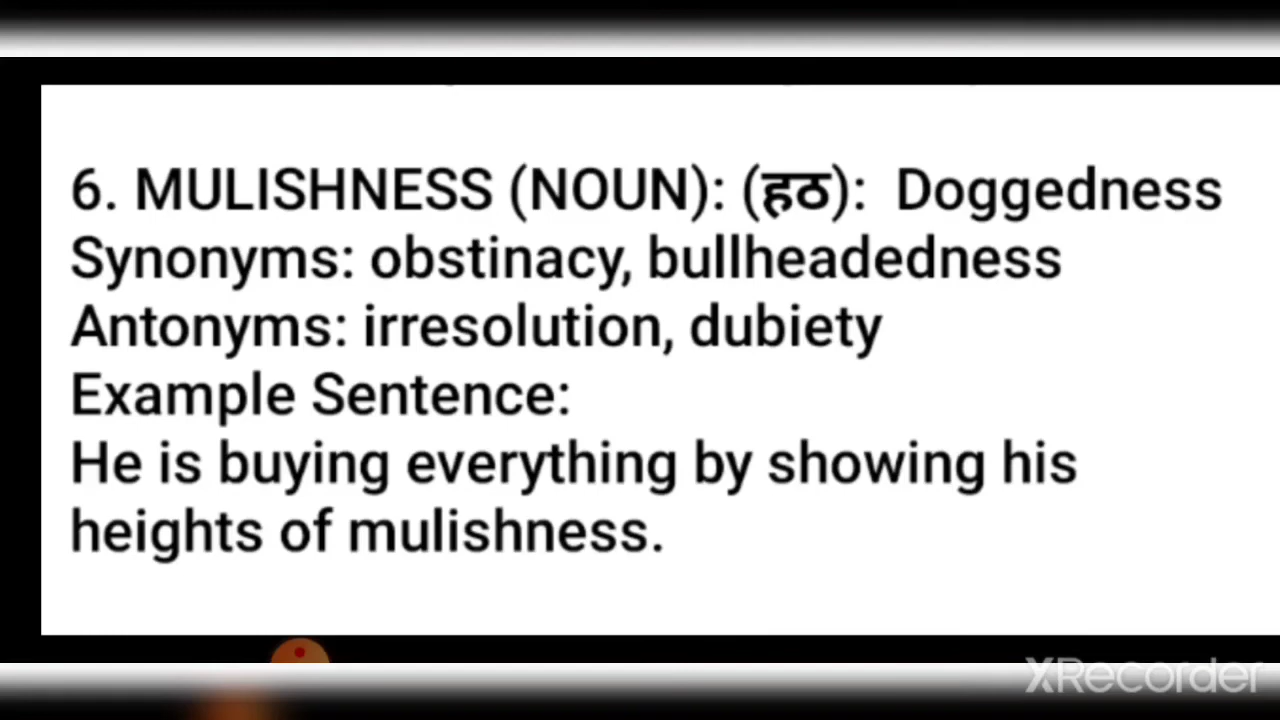 6. MULISHNESS (NOUN): (हठ): Doggedness
Synonyms: obstinacy, bullheadedness
Antonyms: irresolution, dubiety
Example Sentence:
He is buying everything by showing his
heights of mulishness.
XRecorder